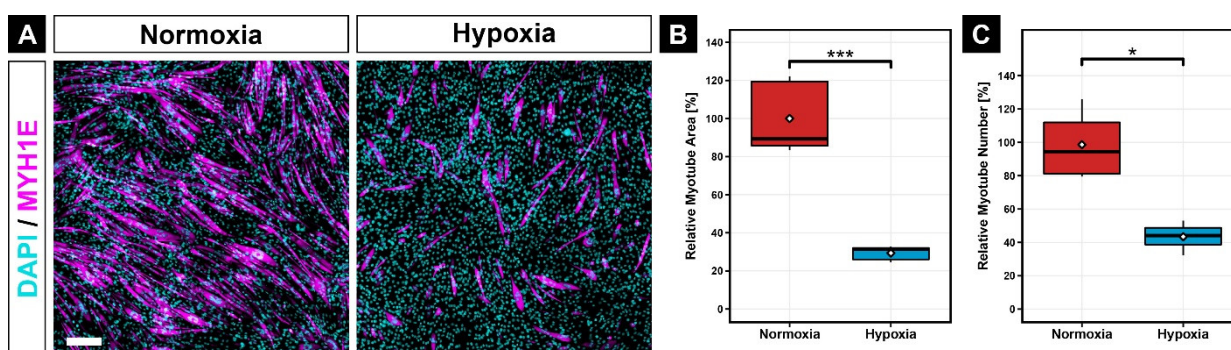 A
Normoxia
Hypoxia
DAPI / MYH1E
B
Relative Myotube Area [%]
140
120
100
80
60
40
20
0
***
Normoxia
Hypoxia
C
Relative Myotube Number [%]
140
120
100
80
60
40
20
0
*
Normoxia
Hypoxia